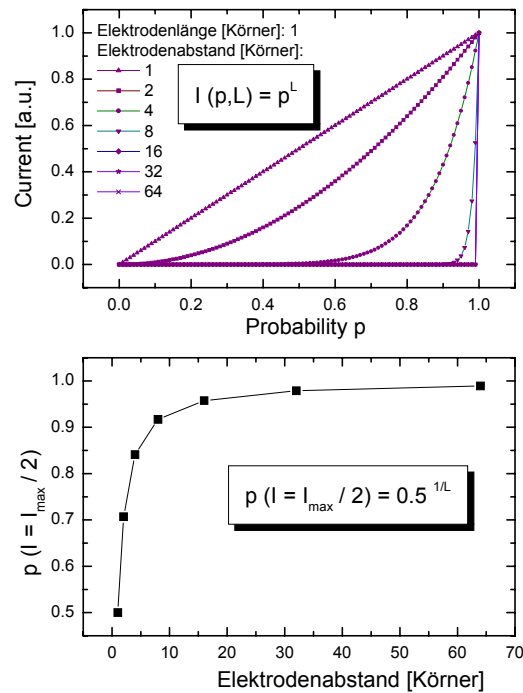 Elektrodenlänge [Körner]: 1
Elektrodenabstand [Körner]:
1
2
4
8
16
32
64
I (p,L) = p^L
Current [a.u.]
1.0
0.8
0.6
0.4
0.2
0.0
0.0 0.2 0.4 0.6 0.8 1.0
Probability p
p (I = I_max / 2)
1.0
0.9
0.8
0.7
0.6
0.5
p (I = I_max / 2) = 0.5 ^1/L
0 10 20 30 40 50 60 70
Elektrodenabstand [Körner]